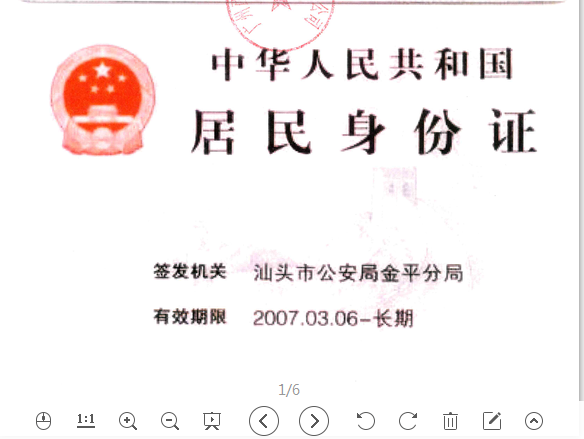 中华人民共和国
居民身份证
签发机关 汕头市公安局金平分局
有效期限 2007.03.06-长期
1/6
1:1